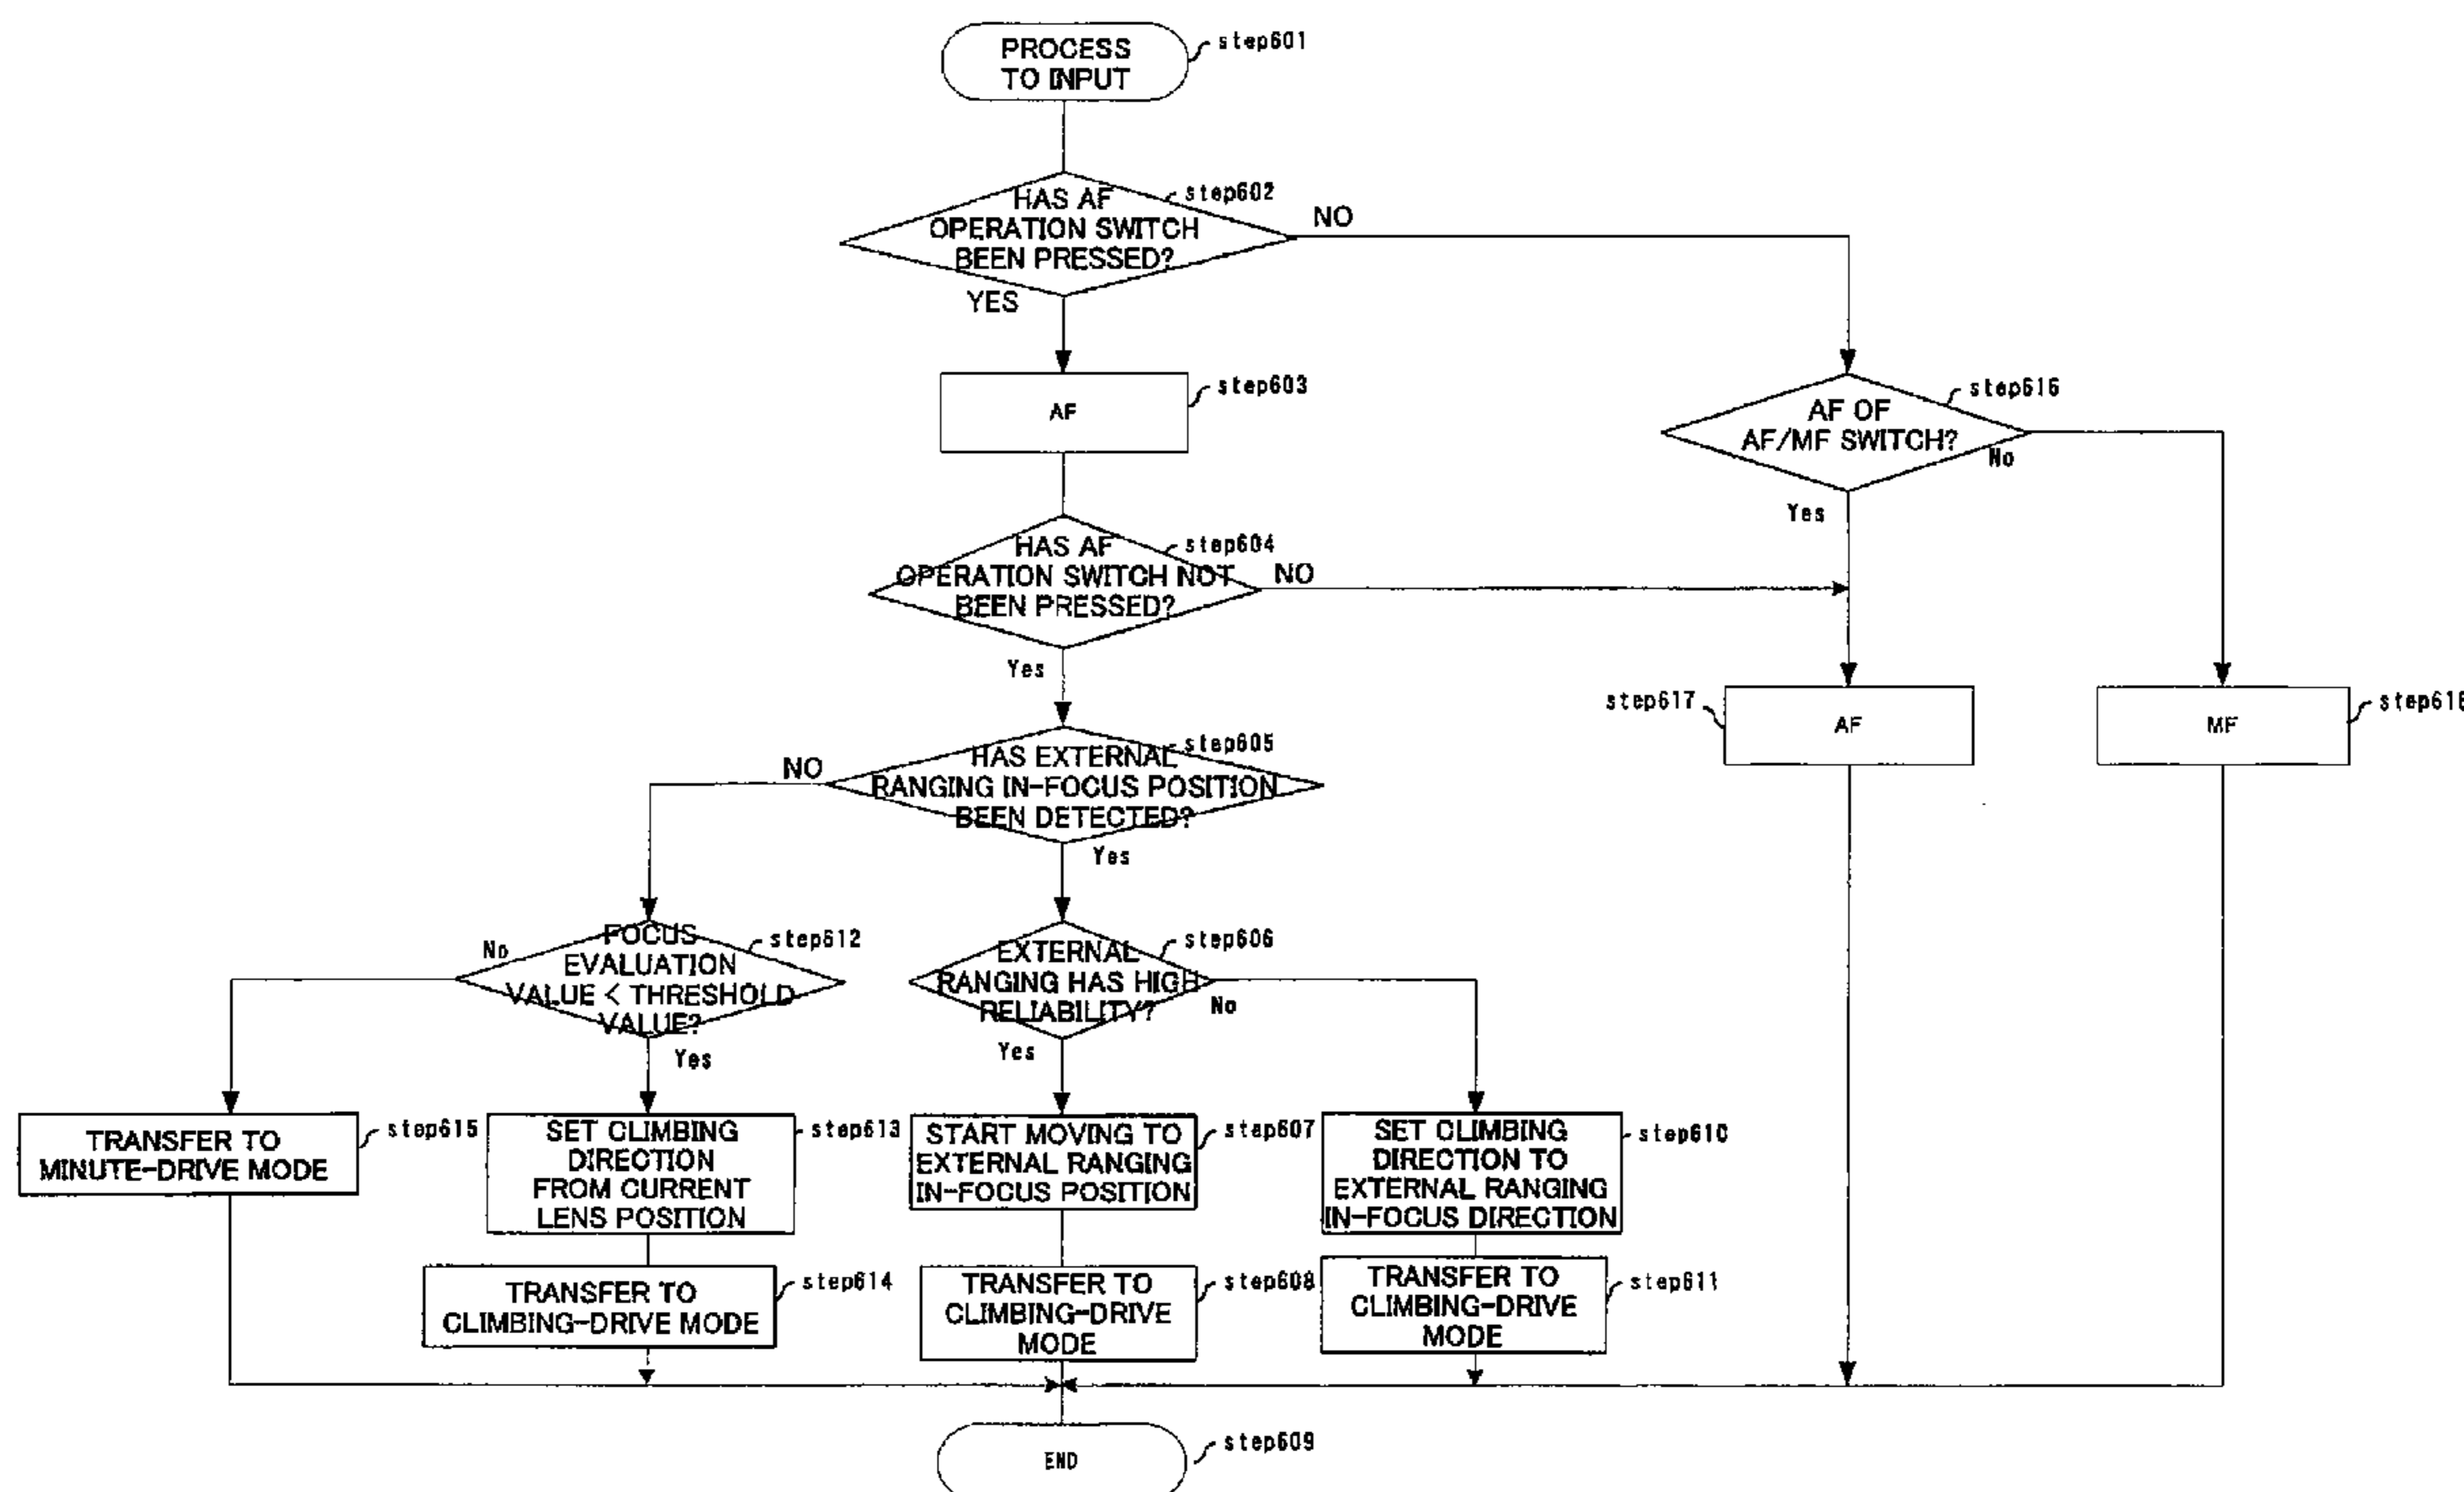 PROCESS
TO INPUT
step601
HAS AF
OPERATION SWITCH
BEEN PRESSED?
step602
NO
YES
AF
step603
AF OF
AF/MF SWITCH?
step616
No
Yes
HAS AF
OPERATION SWITCH NOT
BEEN PRESSED?
step604
NO
Yes
step617
AF
MF
HAS EXTERNAL
RANGING IN-FOCUS POSITION
BEEN DETECTED?
step605
NO
Yes
FOCUS
EVALUATION
VALUE < THRESHOLD
VALUE?
step612
No
Yes
EXTERNAL
RANGING HAS HIGH
RELIABILITY?
step606
No
Yes
TRANSFER TO
MINUTE-DRIVE MODE
step615
SET CLIMBING
DIRECTION
FROM CURRENT
LENS POSITION
step613
START MOVING TO
EXTERNAL RANGING
IN-FOCUS POSITION
step607
SET CLIMBING
DIRECTION TO
EXTERNAL RANGING
IN-FOCUS DIRECTION
step610
TRANSFER TO
CLIMBING-DRIVE MODE
step614
TRANSFER TO
CLIMBING-DRIVE
MODE
step608
TRANSFER TO
CLIMBING-DRIVE
MODE
step611
END
step609